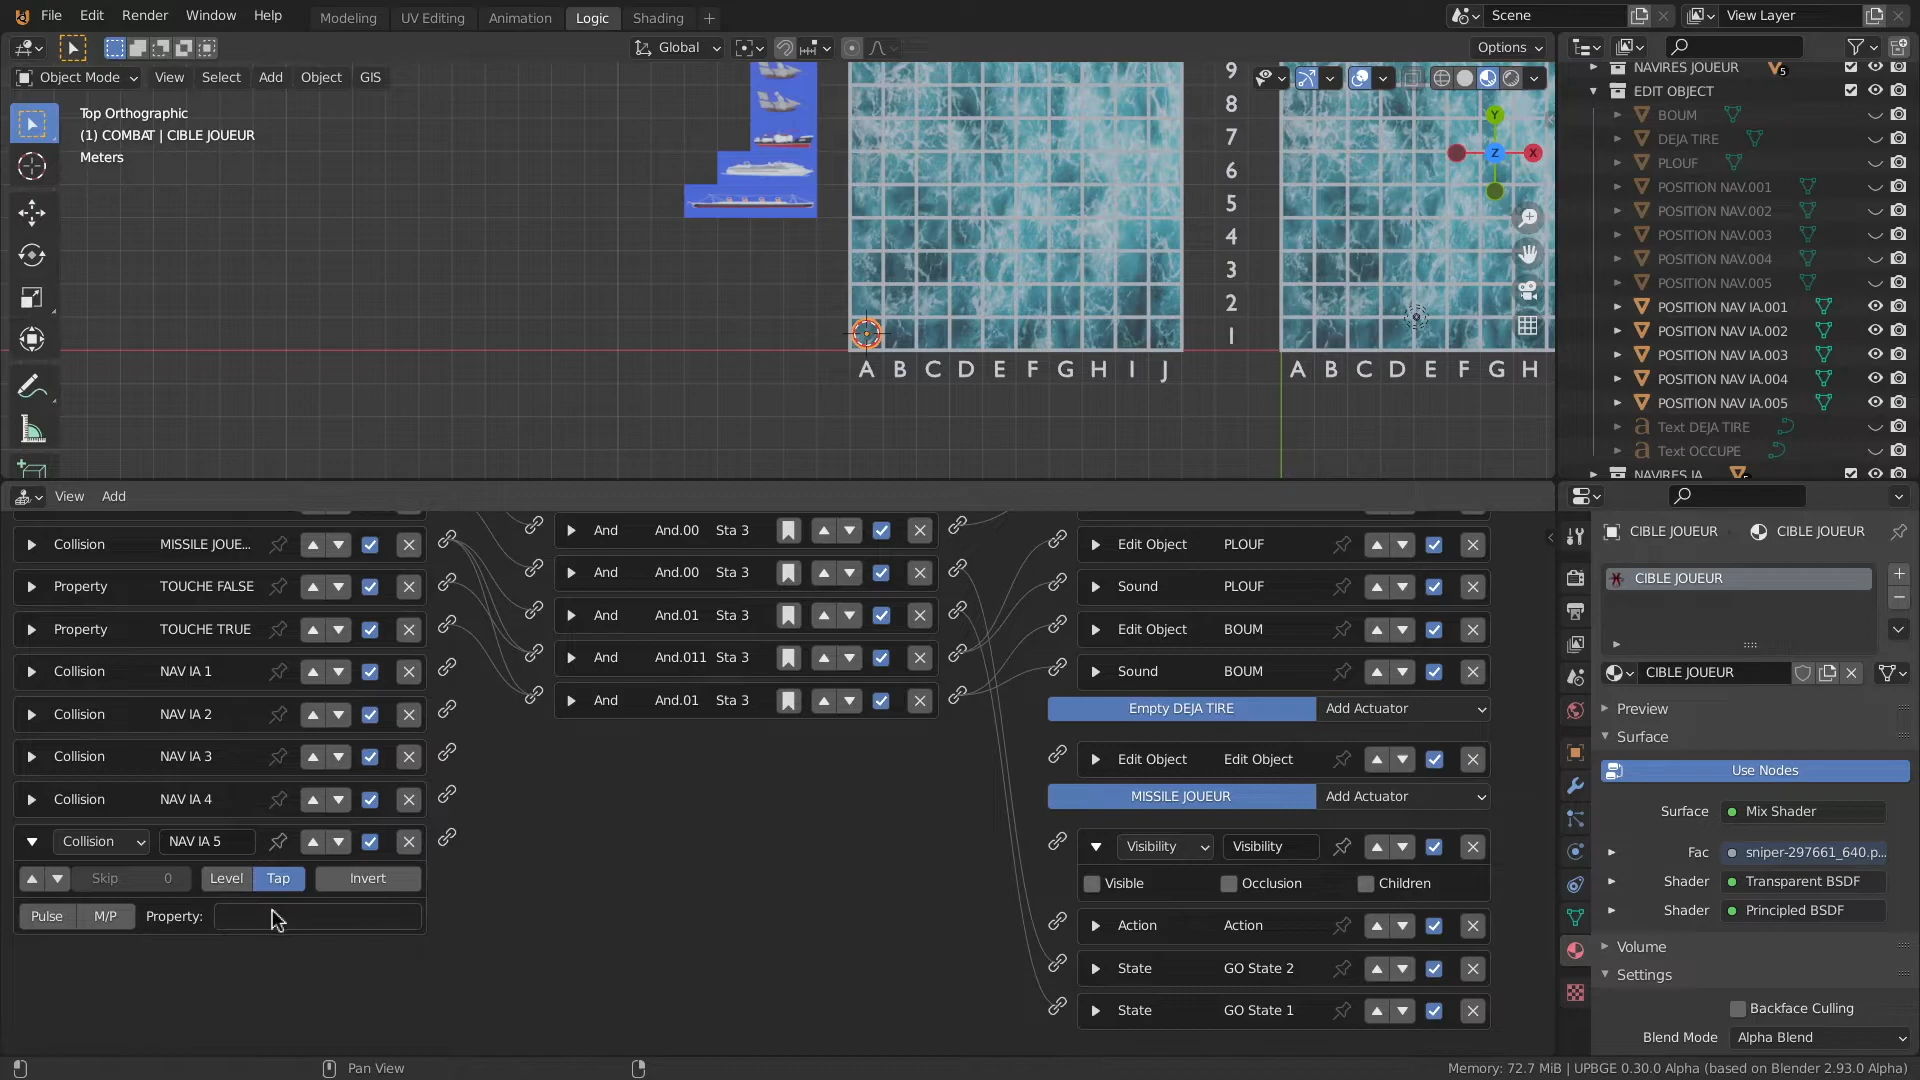 File Edit Render Window Help Modeling UV Editing Animation Logic Shading + Scene View Layer
Global Options
Object Mode View Select Add Object GIS
Top Orthographic
(1) COMBAT | CIBLE JOUEUR
Meters
9
8
7
6
5
4
3
2
1
A B C D E F G H I J A B C D E F G H
Y
X
Z
NAVIRES JOUEUR 5
EDIT OBJECT
BOUM
DEJA TIRE
PLOUF
POSITION NAV.001
POSITION NAV.002
POSITION NAV.003
POSITION NAV.004
POSITION NAV.005
POSITION NAV IA.001
POSITION NAV IA.002
POSITION NAV IA.003
POSITION NAV IA.004
POSITION NAV IA.005
Text DEJA TIRE
Text OCCUPE
NAVIRES IA
View Add
Collision MISSILE JOUE...
Property TOUCHE FALSE
Property TOUCHE TRUE
Collision NAV IA 1
Collision NAV IA 2
Collision NAV IA 3
Collision NAV IA 4
Collision NAV IA 5
Skip 0 Level Tap Invert
Pulse M/P Property:
And And.00 Sta 3
And And.00 Sta 3
And And.01 Sta 3
And And.011 Sta 3
And And.01 Sta 3
Edit Object PLOUF
Sound PLOUF
Edit Object BOUM
Sound BOUM
Empty DEJA TIRE Add Actuator
Edit Object Edit Object
MISSILE JOUEUR Add Actuator
Visibility Visibility
Visible Occlusion Children
Action Action
State GO State 2
State GO State 1
CIBLE JOUEUR CIBLE JOUEUR
CIBLE JOUEUR
CIBLE JOUEUR
Preview
Surface
Use Nodes
Surface Mix Shader
Fac sniper-297661_640.p...
Shader Transparent BSDF
Shader Principled BSDF
Volume
Settings
Backface Culling
Blend Mode Alpha Blend
Pan View Memory: 72.7 MiB | UPBGE 0.30.0 Alpha (based on Blender 2.93.0 Alpha)